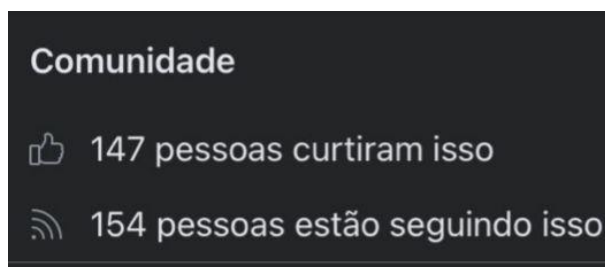 Comunidade
147 pessoas curtiram isso
154 pessoas estão seguindo isso